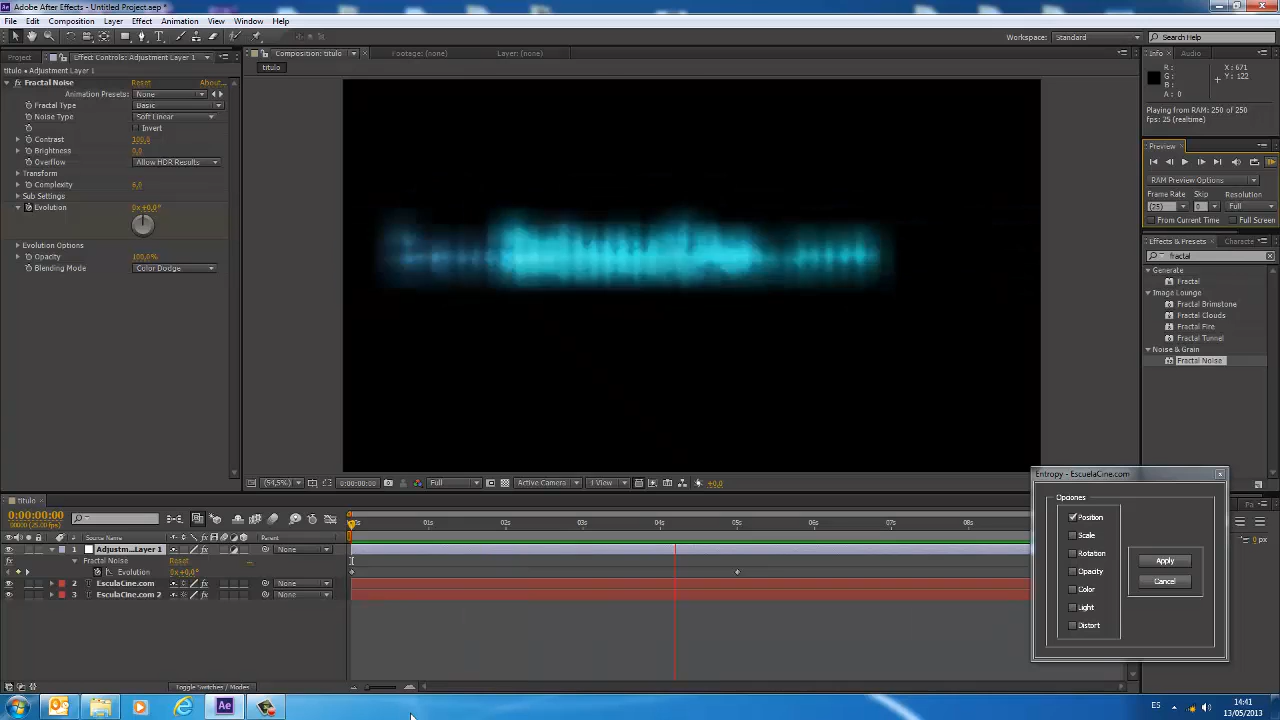 Adobe After Effects - Untitled Project.aep *
File Edit Composition Layer Effect Animation View Window Help
Workspace: Standard
Search Help
Project
Effect Controls: Adjustment Layer 1
titulo • Adjustment Layer 1
fx Fractal Noise Reset About...
Animation Presets: None
Fractal Type Basic
Noise Type Soft Linear
Invert
Contrast 100,0
Brightness 0,0
Overflow Allow HDR Results
Transform
Complexity 6,0
Sub Settings
Evolution 0x+0,0°
Evolution Options
Opacity 100,0%
Blending Mode Color Dodge
Composition: titulo
Footage: (none)
Layer: (none)
titulo
(54,5%) 0:00:00:00 Full Active Camera 1 View +0,0
Info Audio
R:
G:
B:
A: 0
X: 671
Y: 122
Playing from RAM: 250 of 250
fps: 25 (realtime)
Preview
RAM Preview Options
Frame Rate Skip Resolution
(25) 0 Full
From Current Time Full Screen
Effects & Presets
fractal
Generate
Fractal
Image Lounge
Fractal Brimstone
Fractal Clouds
Fractal Fire
Fractal Tunnel
Noise & Grain
Fractal Noise
Entropy - EscuelaCine.com
Opciones
Position
Scale
Rotation
Opacity
Color
Light
Distort
Apply
Cancel
titulo
0:00:00:00
00000 (25.00 fps)
# Source Name Parent
01s 02s 03s 04s 05s 06s 07s 08s
1 Adjustm...Layer 1 None
Fractal Noise Reset
Evolution 0x+0,0°
2 T EsculaCine.com None
3 T EsculaCine.com 2 None
Toggle Switches / Modes
0 px
Ae
ES
14:41
13/05/2013